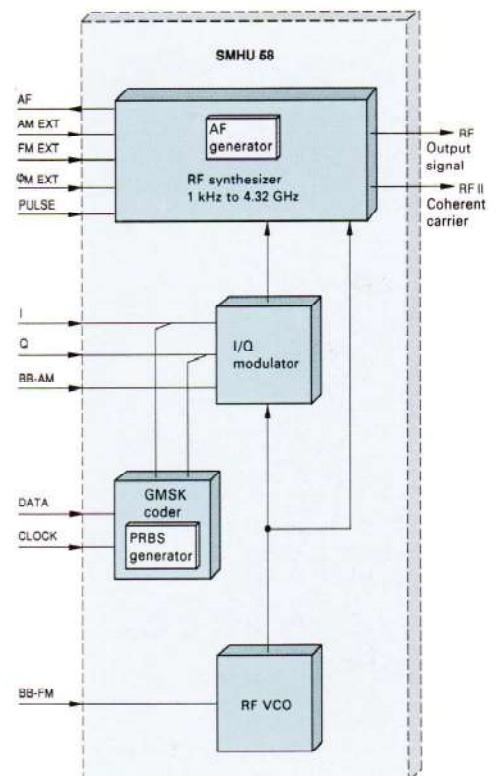 SMHU 58
AF
AM EXT
FM EXT
ΦM EXT
PULSE
AF
generator
RF synthesizer
1 kHz to 4.32 GHz
RF
Output
signal
RF II
Coherent
carrier
I
Q
BB-AM
I/Q
modulator
DATA
CLOCK
GMSK
coder
PRBS
generator
BB-FM
RF VCO